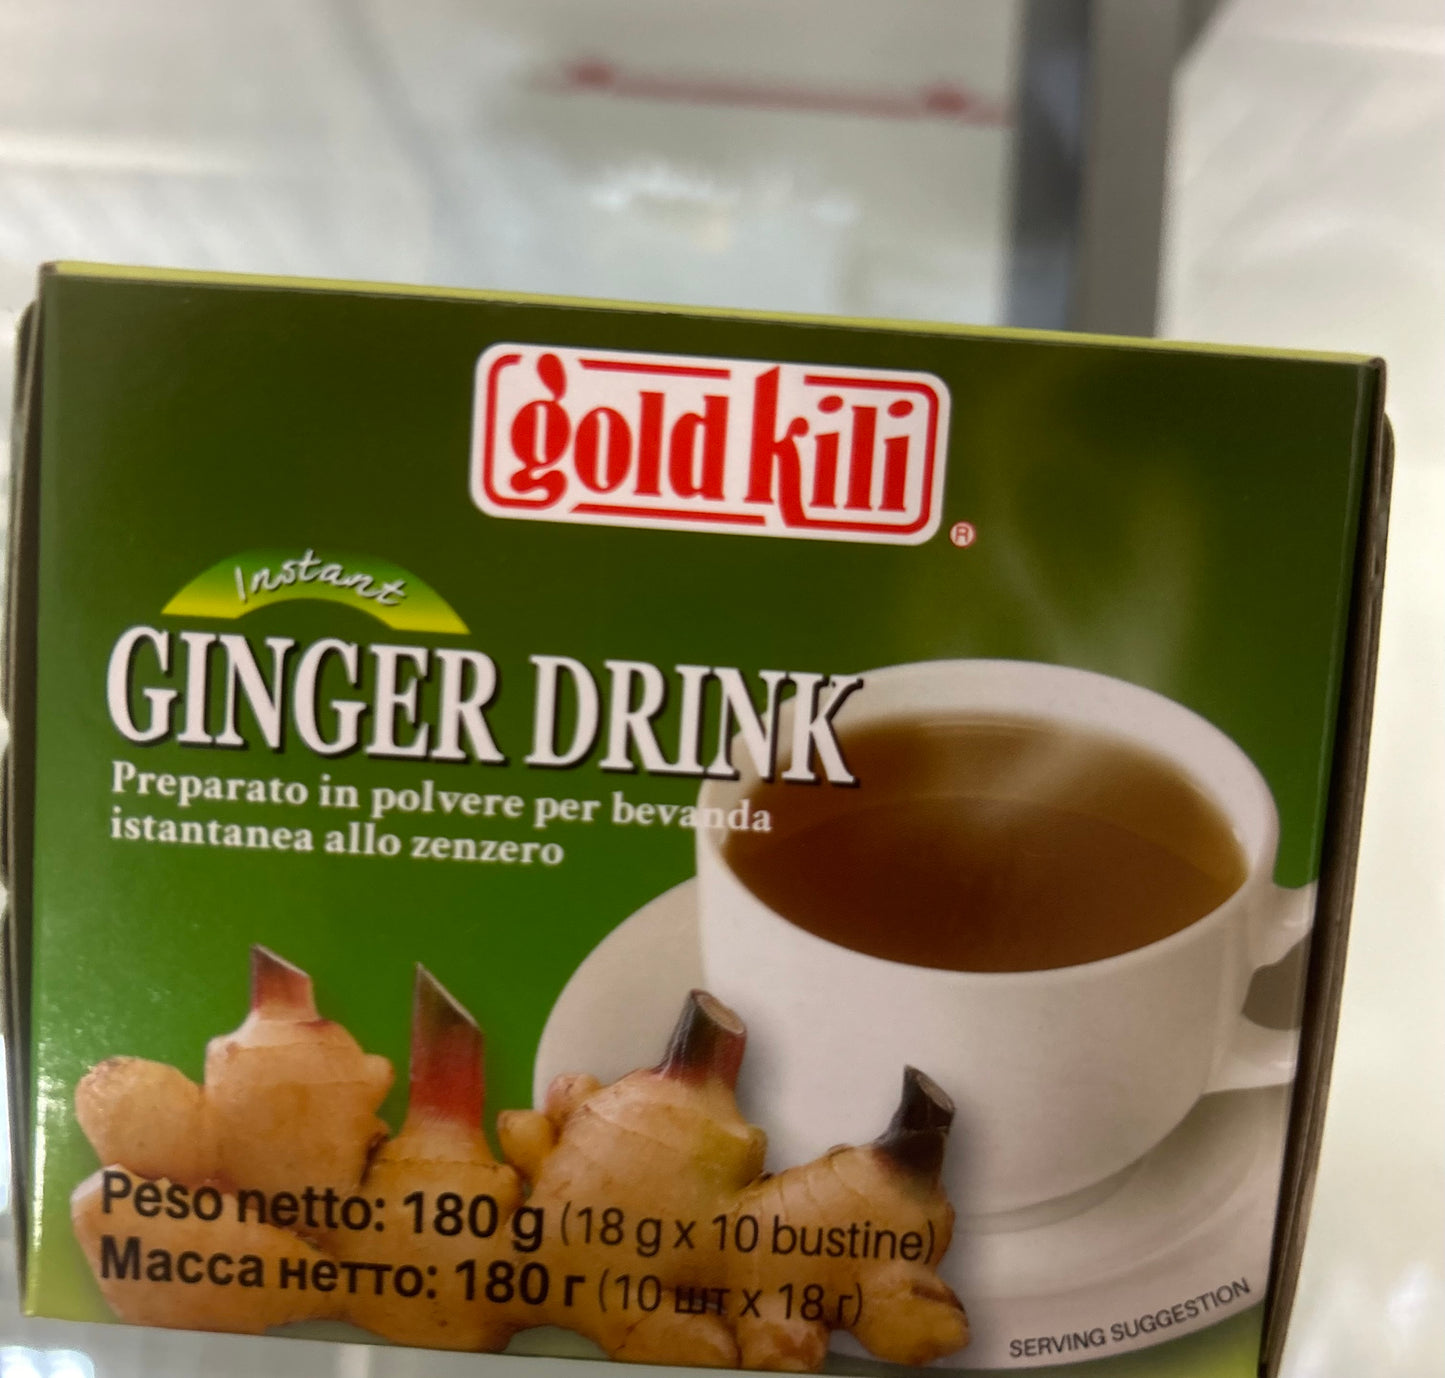 gold kili
®
Instant
GINGER DRINK
Preparato in polvere per bevanda
istantanea allo zenzero
Peso netto: 180 g (18 g x 10 bustine)
Масса нетто: 180 г (10 шт x 18 г)
SERVING SUGGESTION